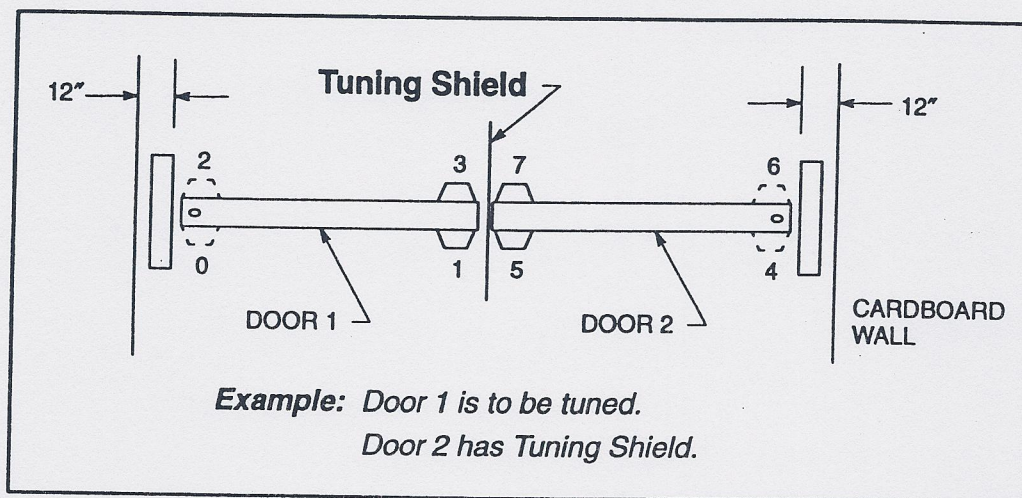 Tuning Shield
12″
12″
2
3
7
6
0
1
5
4
DOOR 1
DOOR 2
CARDBOARD
WALL
Example: Door 1 is to be tuned.
Door 2 has Tuning Shield.